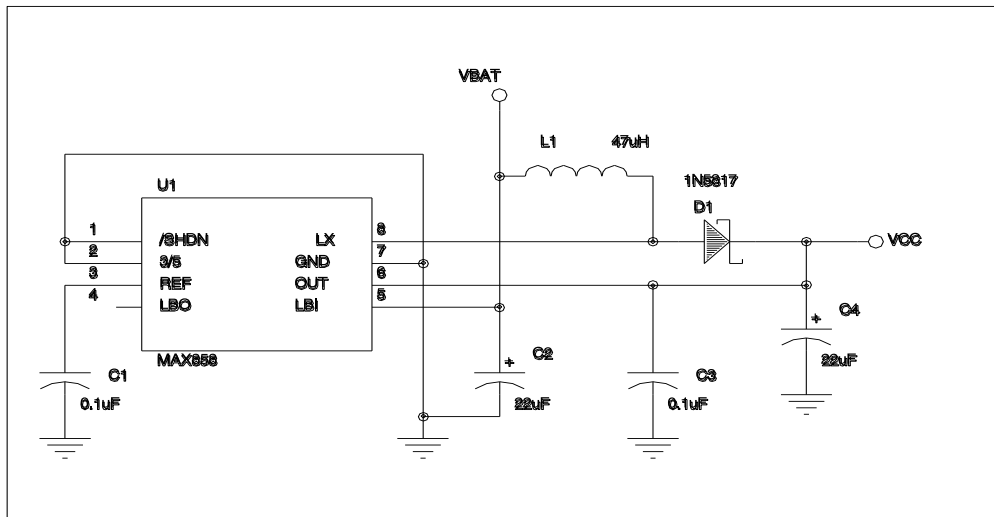 VBAT
L1 47uH
1N5817
D1
U1
1 /SHDN LX 8
2 3/5 GND 7
3 REF OUT 6
4 LBO LBI 5
VCC
MAX858
+ C4
22uF
+ C2
22uF
C1
0.1uF
C3
0.1uF